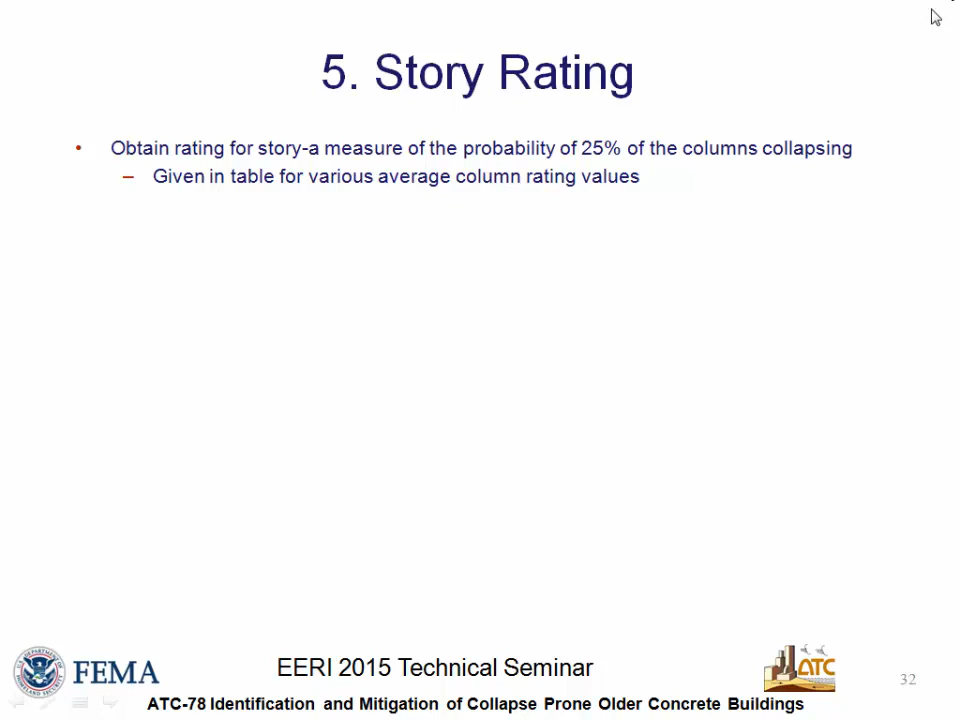 5. Story Rating
• Obtain rating for story-a measure of the probability of 25% of the columns collapsing
– Given in table for various average column rating values
FEMA
EERI 2015 Technical Seminar
ATC
32
ATC-78 Identification and Mitigation of Collapse Prone Older Concrete Buildings